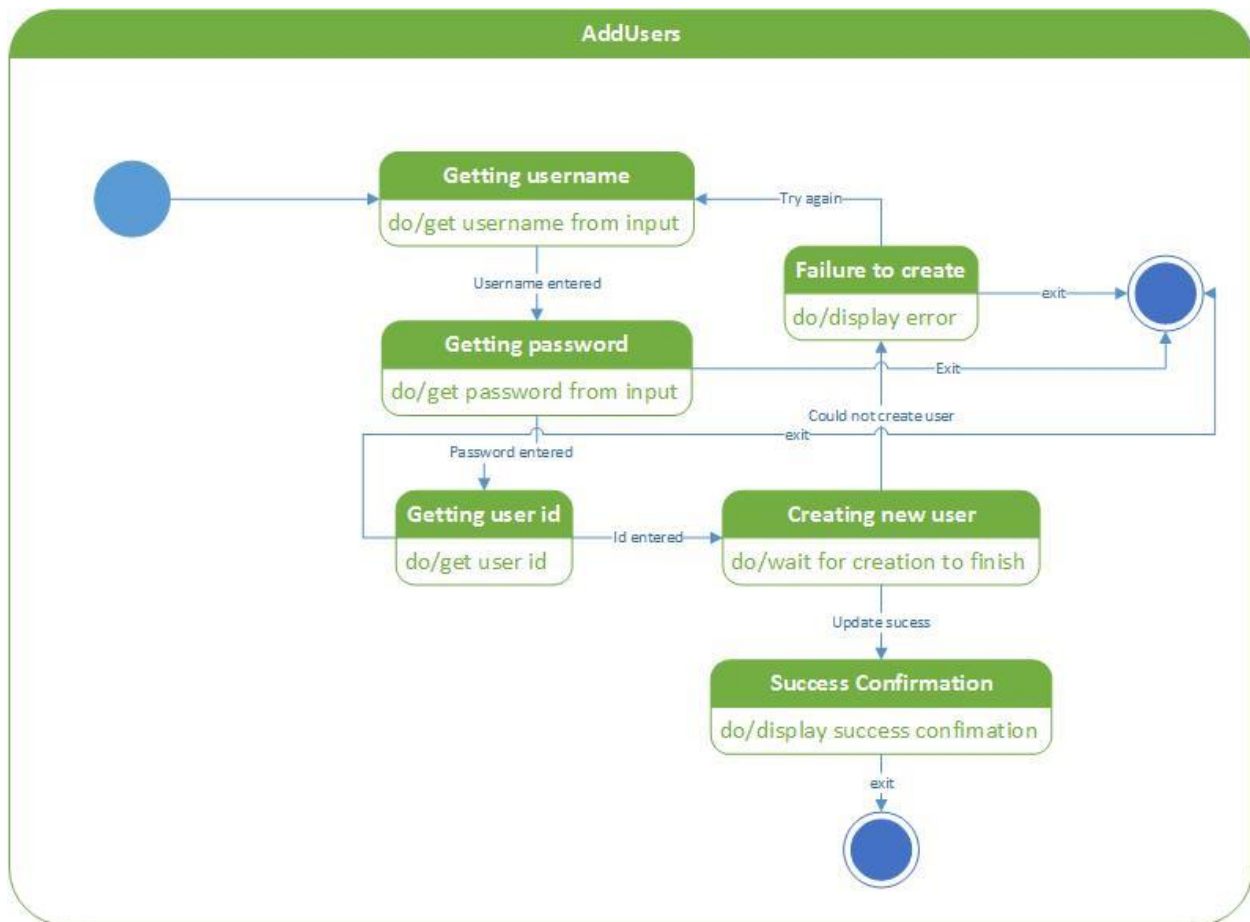 AddUsers
Getting username
do/get username from input
Try again
Username entered
Failure to create
do/display error
exit
Getting password
do/get password from input
Exit
Could not create user
exit
Password entered
Getting user id
do/get user id
Id entered
Creating new user
do/wait for creation to finish
Update sucess
Success Confirmation
do/display success confimation
exit